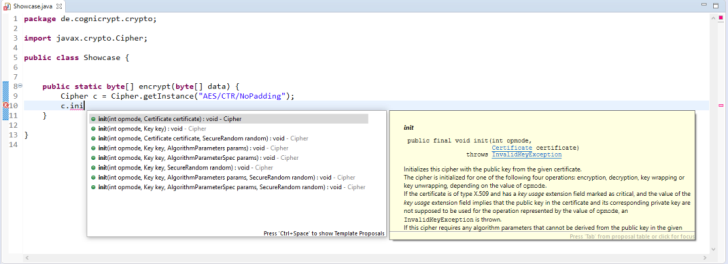 Showcase.java
1 package de.cognicrypt.crypto;
2
3 import javax.crypto.Cipher;
4
5 public class Showcase {
6
7
8 public static byte[] encrypt(byte[] data) {
9 Cipher c = Cipher.getInstance("AES/CTR/NoPadding");
10 c.ini
11 }
12
13 }
14
init(int opmode, Certificate certificate) : void - Cipher
init(int opmode, Key key) : void - Cipher
init(int opmode, Certificate certificate, SecureRandom random) : void - Cipher
init(int opmode, Key key, AlgorithmParameters params) : void - Cipher
init(int opmode, Key key, AlgorithmParameterSpec params) : void - Cipher
init(int opmode, Key key, SecureRandom random) : void - Cipher
init(int opmode, Key key, AlgorithmParameters params, SecureRandom random) : void - Cipher
init(int opmode, Key key, AlgorithmParameterSpec params, SecureRandom random) : void - Cipher
Press 'Ctrl+Space' to show Template Proposals
init
public final void init(int opmode,
Certificate certificate)
throws InvalidKeyException
Initializes this cipher with the public key from the given certificate.
The cipher is initialized for one of the following four operations: encryption, decryption, key wrapping or
key unwrapping, depending on the value of opmode.
If the certificate is of type X.509 and has a key usage extension field marked as critical, and the value of the
key usage extension field implies that the public key in the certificate and its corresponding private key are
not supposed to be used for the operation represented by the value of opmode, an
InvalidKeyException is thrown.
If this cipher requires any algorithm parameters that cannot be derived from the public key in the given
Press 'Tab' from proposal table or click for focus